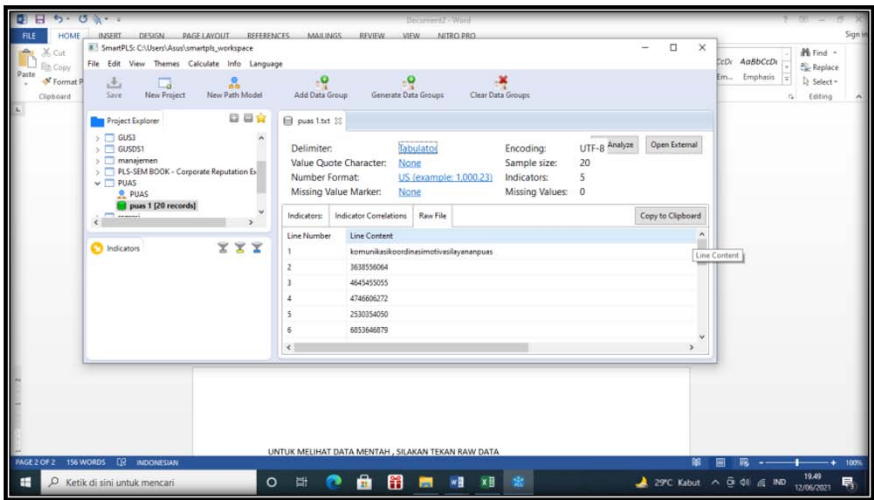 Document2 - Word
FILE HOME INSERT DESIGN PAGE LAYOUT REFERENCES MAILINGS REVIEW VIEW NITRO PRO
Sign in
Cut
Copy
Format P
Paste
Clipboard
AaBbCcDc
Emphasis
Find
Replace
Select
Editing
SmartPLS: C:\Users\Asus\smartpls_workspace
File Edit View Themes Calculate Info Language
Save New Project New Path Model Add Data Group Generate Data Groups Clear Data Groups
Project Explorer
GUS3
GUSDS1
manajemen
PLS-SEM BOOK - Corporate Reputation Ex
PUAS
PUAS
puas 1 [20 records]
Indicators
puas 1.txt
Delimiter: Tabulator Encoding: UTF-8 Analyze Open External
Value Quote Character: None Sample size: 20
Number Format: US (example: 1,000.23) Indicators: 5
Missing Value Marker: None Missing Values: 0
Indicators: Indicator Correlations Raw File Copy to Clipboard
Line Number Line Content
1 komunikasikoordinasimotivasilayananpuas
2 3638556064
3 4645455055
4 4746606272
5 2530354050
6 6853646879
Line Content
UNTUK MELIHAT DATA MENTAH , SILAKAN TEKAN RAW DATA
PAGE 2 OF 2 156 WORDS INDONESIAN 100%
Ketik di sini untuk mencari
29°C Kabut IND 19.49
12/06/2021